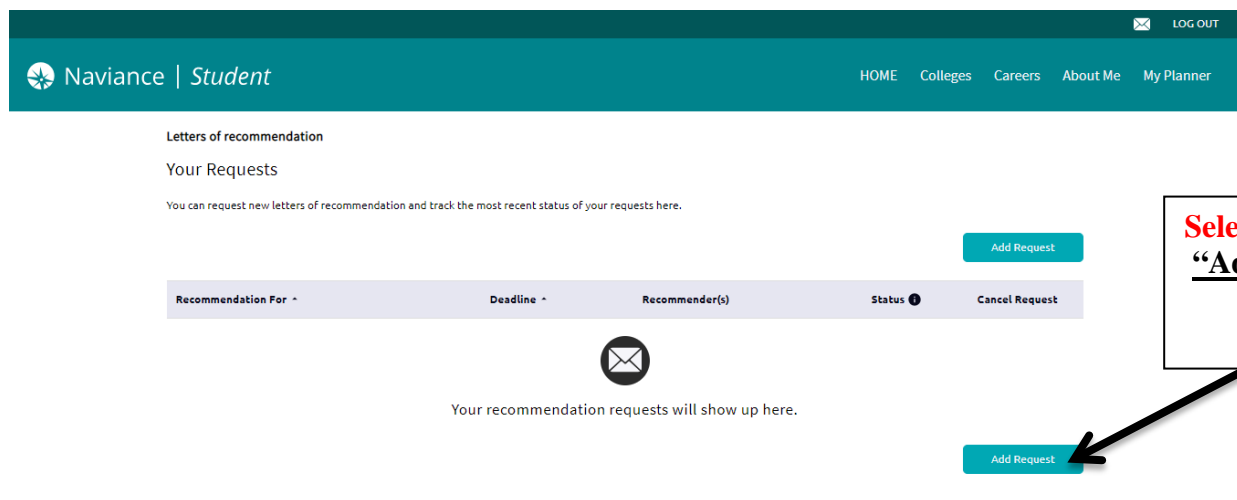 LOG OUT
Naviance | Student
HOME Colleges Careers About Me My Planner
Letters of recommendation
Your Requests
You can request new letters of recommendation and track the most recent status of your requests here.
Add Request
Recommendation For Deadline Recommender(s) Status Cancel Request
Your recommendation requests will show up here.
Add Request